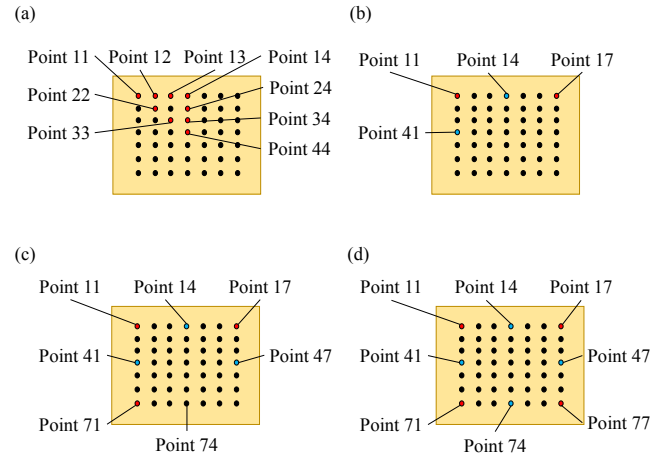 (a)
Point 11 Point 12 Point 13 Point 14
Point 22 Point 24
Point 33 Point 34
Point 44
(b)
Point 11 Point 14 Point 17
Point 41
(c)
Point 11 Point 14 Point 17
Point 41 Point 47
Point 71
Point 74
(d)
Point 11 Point 14 Point 17
Point 41 Point 47
Point 71 Point 77
Point 74